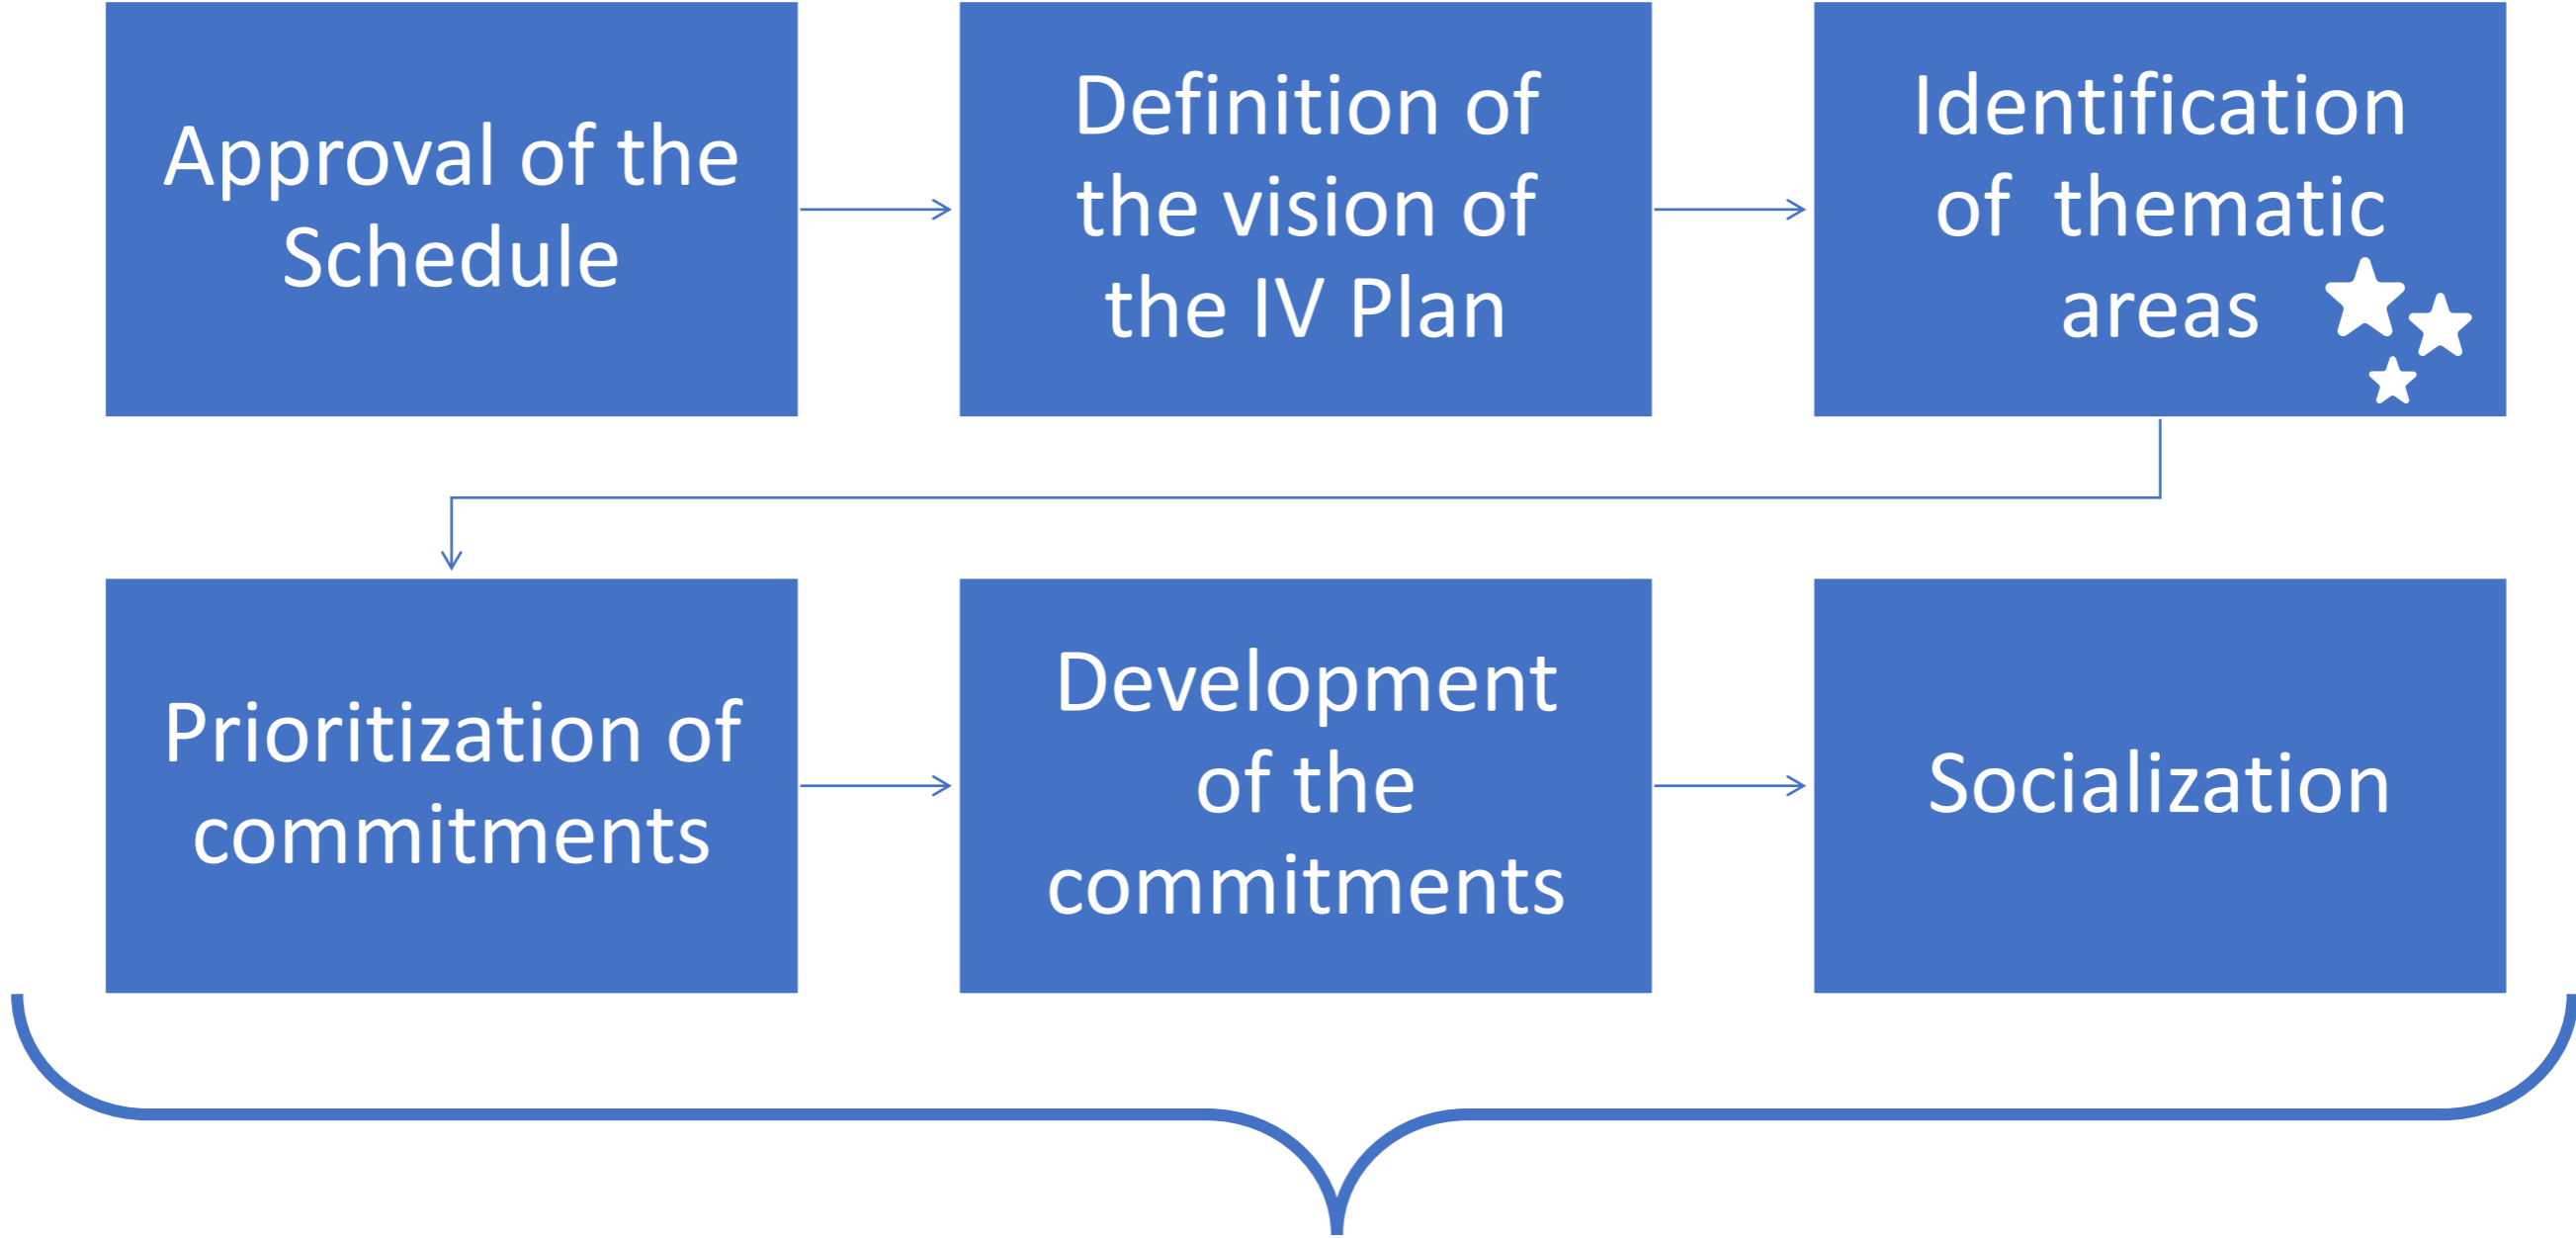 Approval of the
Schedule
Definition of
the vision of
the IV Plan
Identification
of  thematic
areas
Prioritization of
commitments
Development
of the
commitments
Socialization